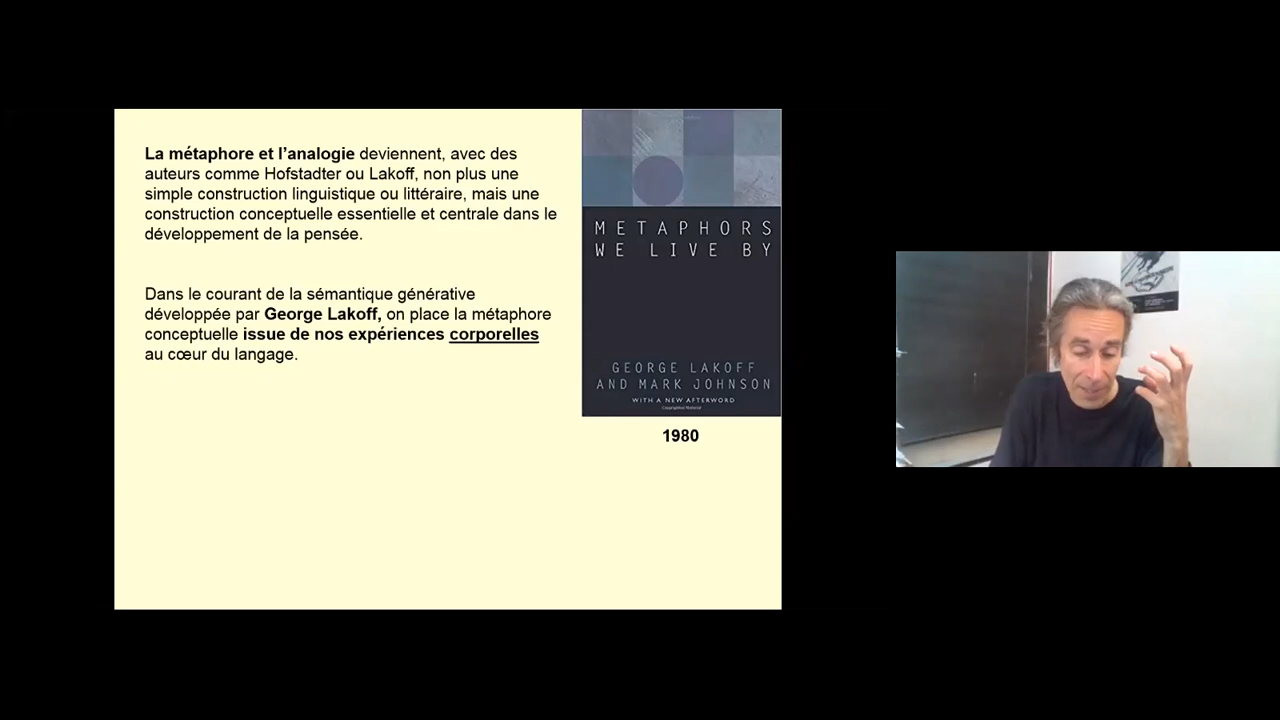 La métaphore et l’analogie deviennent, avec des
auteurs comme Hofstadter ou Lakoff, non plus une
simple construction linguistique ou littéraire, mais une
construction conceptuelle essentielle et centrale dans le
développement de la pensée.
Dans le courant de la sémantique générative
développée par George Lakoff, on place la métaphore
conceptuelle issue de nos expériences corporelles
au cœur du langage.
METAPHORS
WE LIVE BY
GEORGE LAKOFF
AND MARK JOHNSON
WITH A NEW AFTERWORD
Copyrighted Material
1980